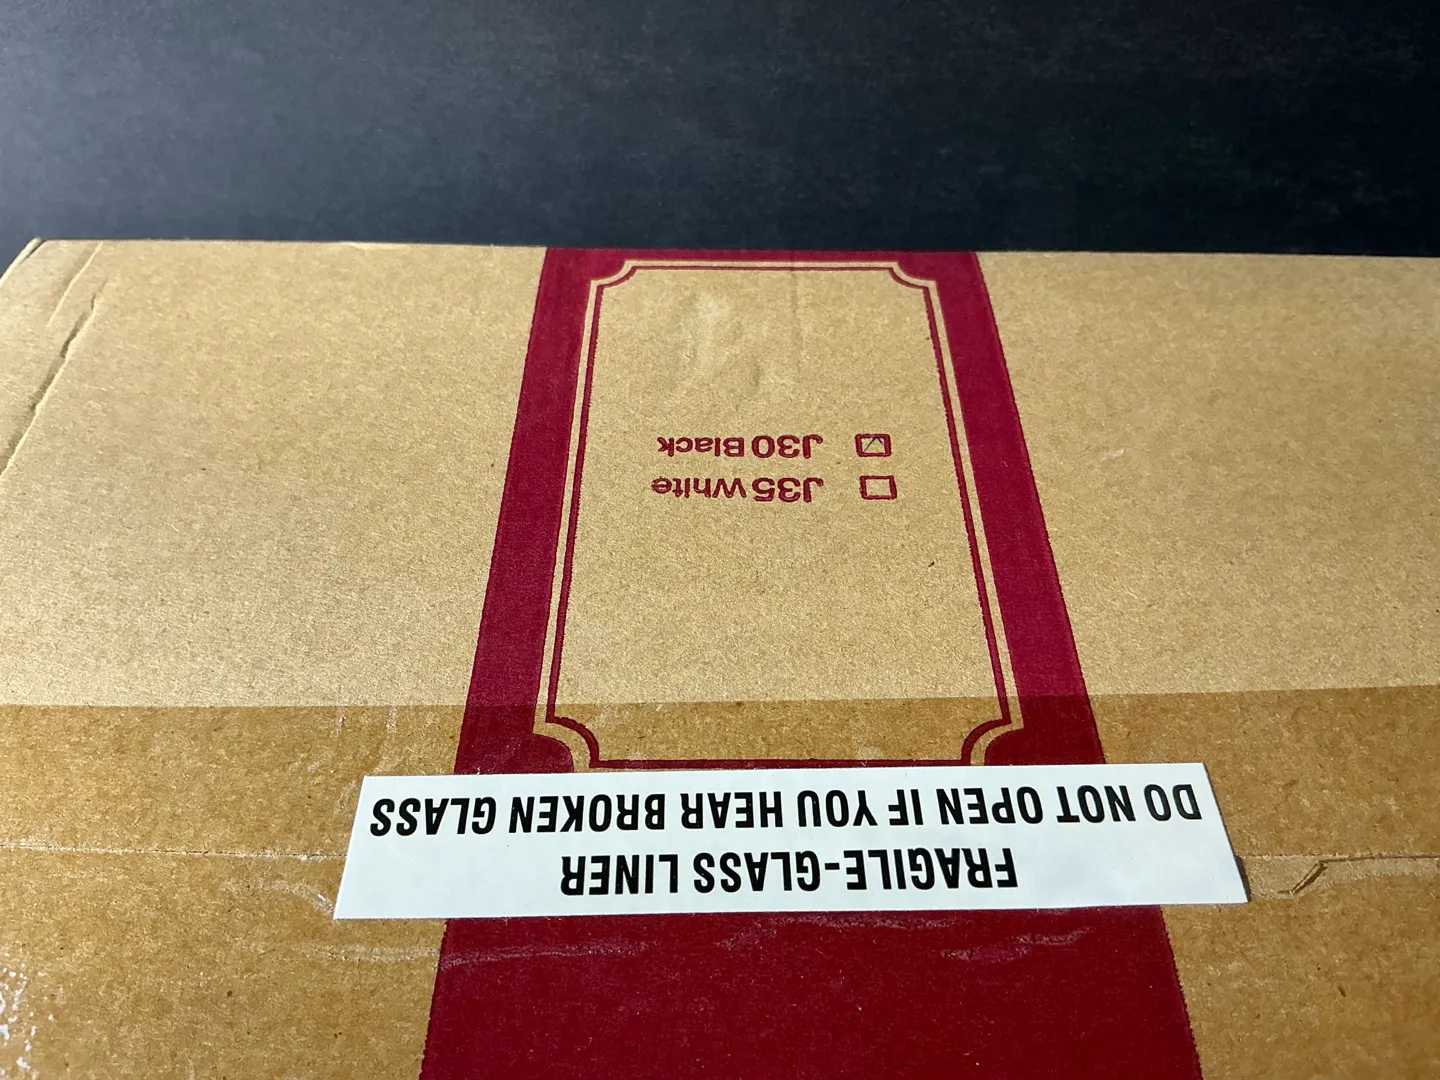 FRAGILE-GLASS LINER
DO NOT OPEN IF YOU HEAR BROKEN GLASS
J35 White
J30 Black